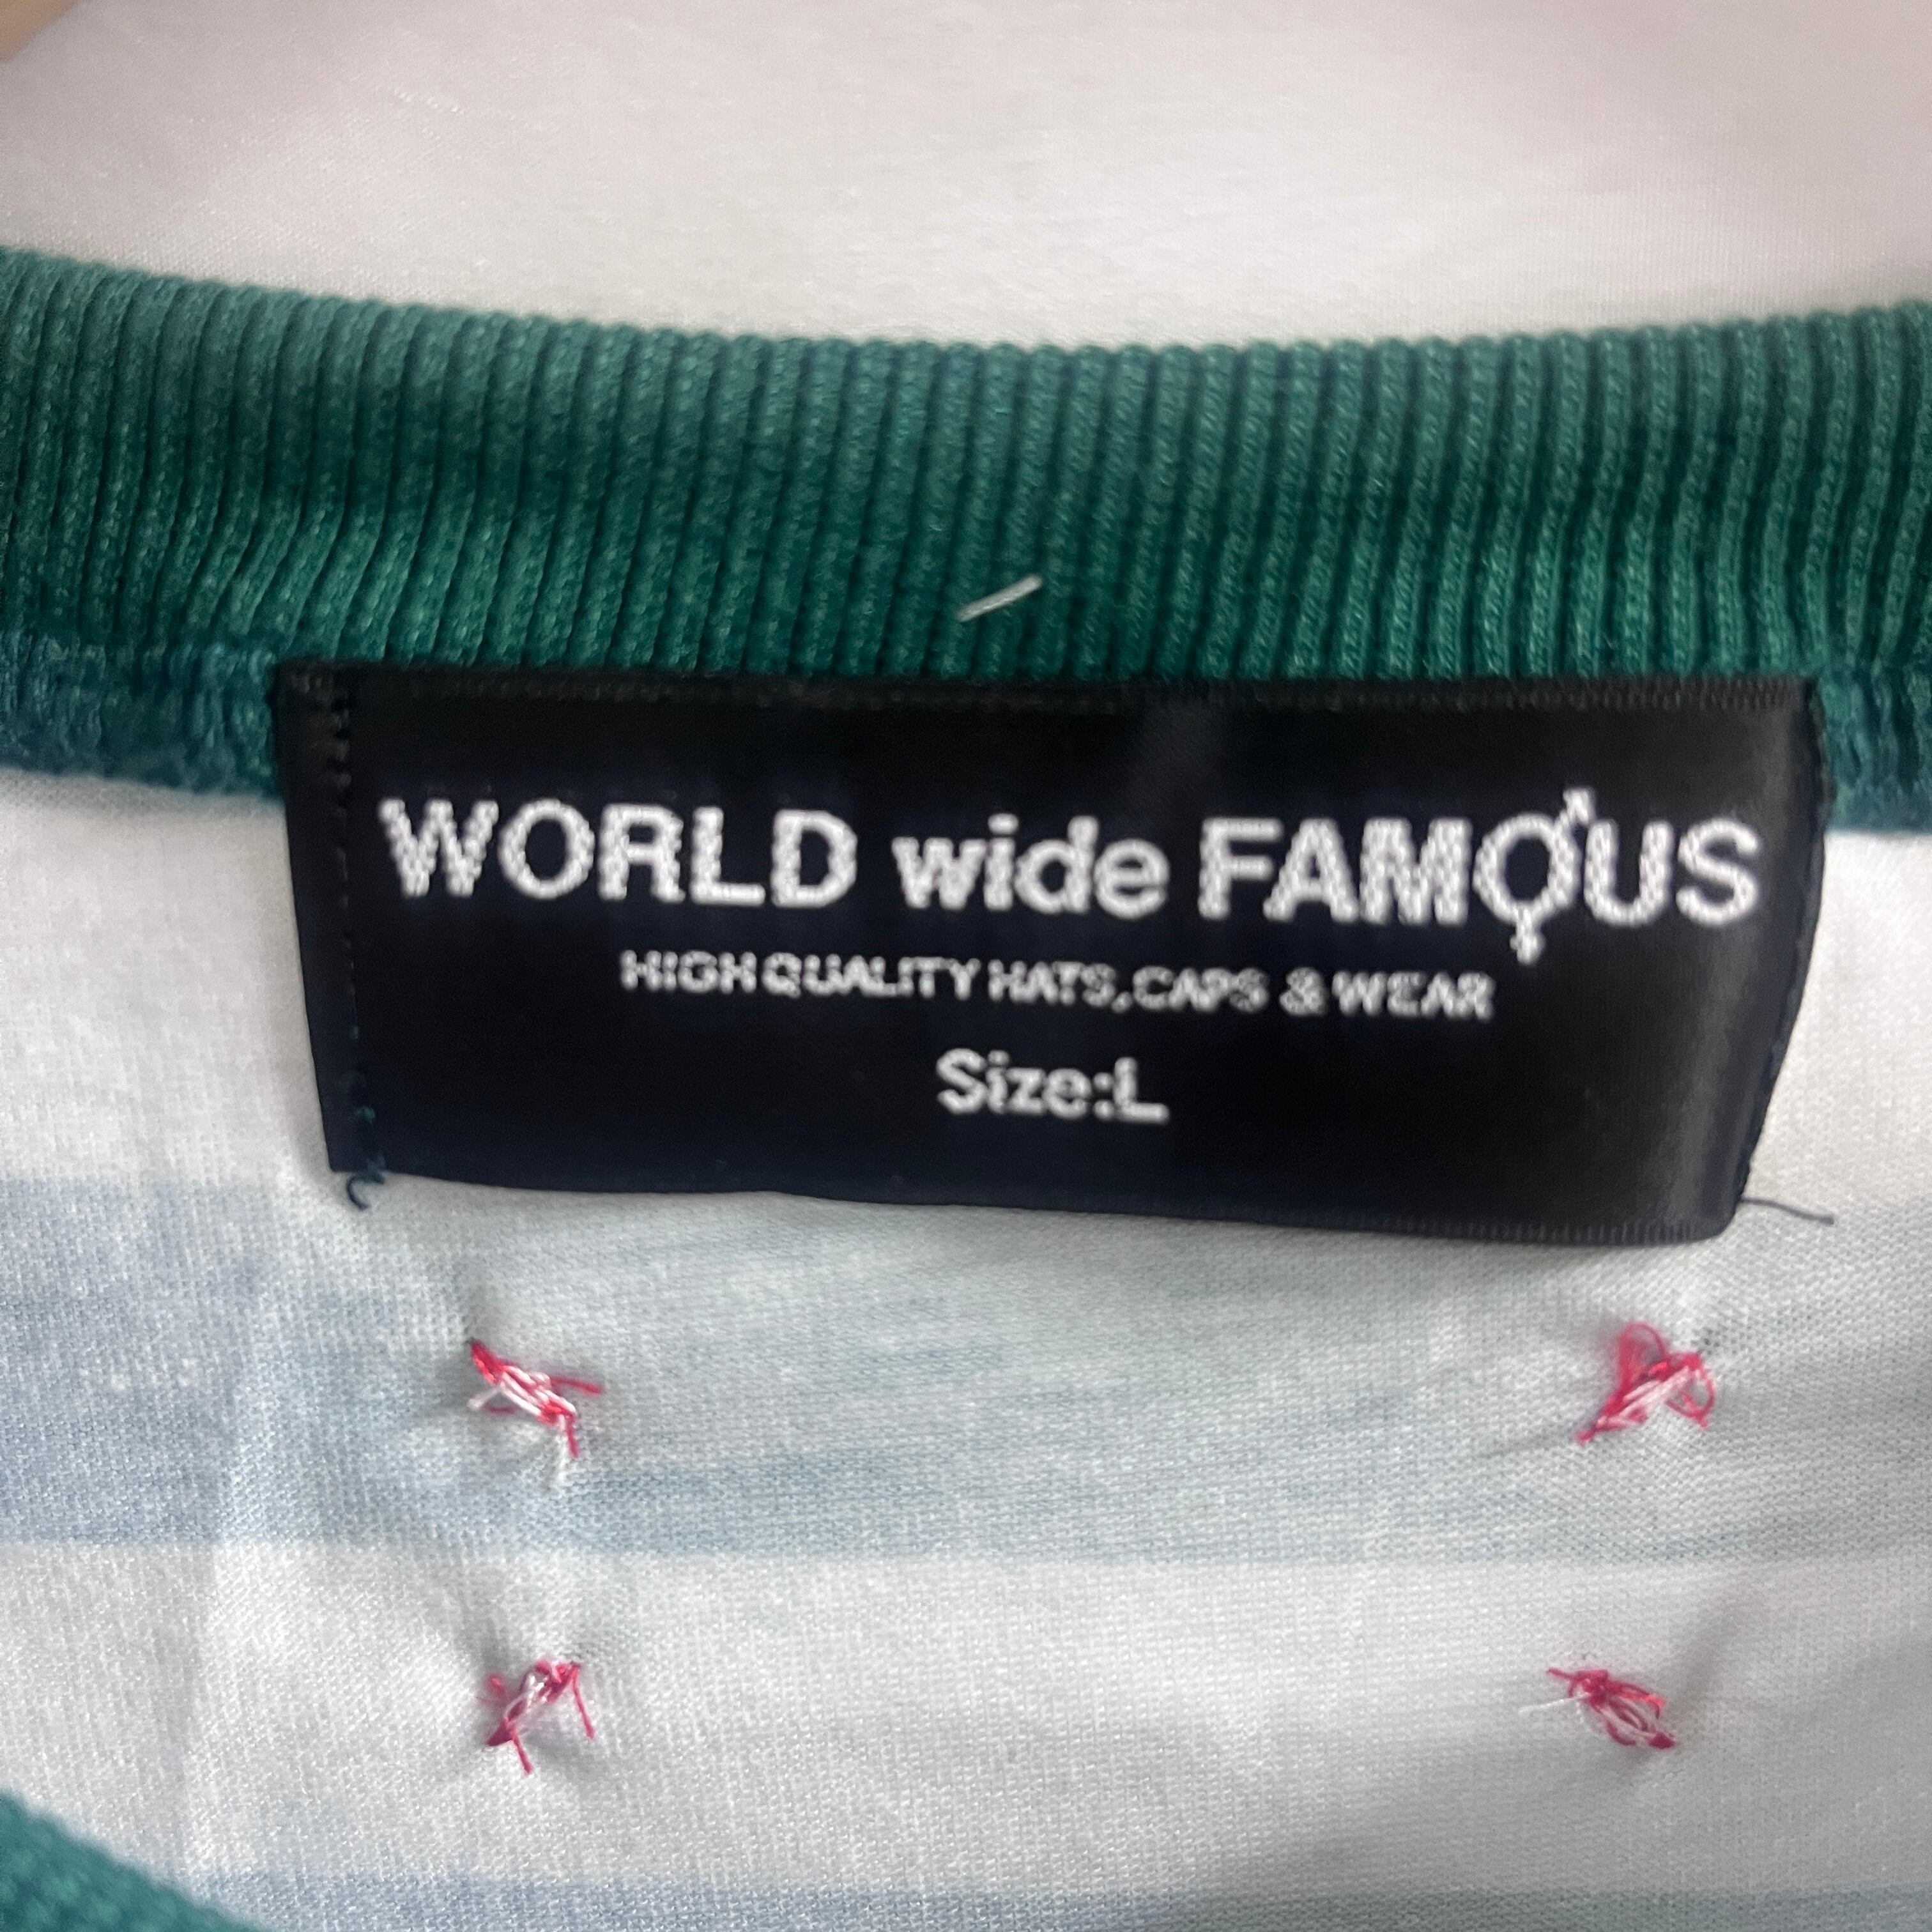 WORLD wide FAMOUS
HIGH QUALITY HATS, CAPS & WEAR
Size:L